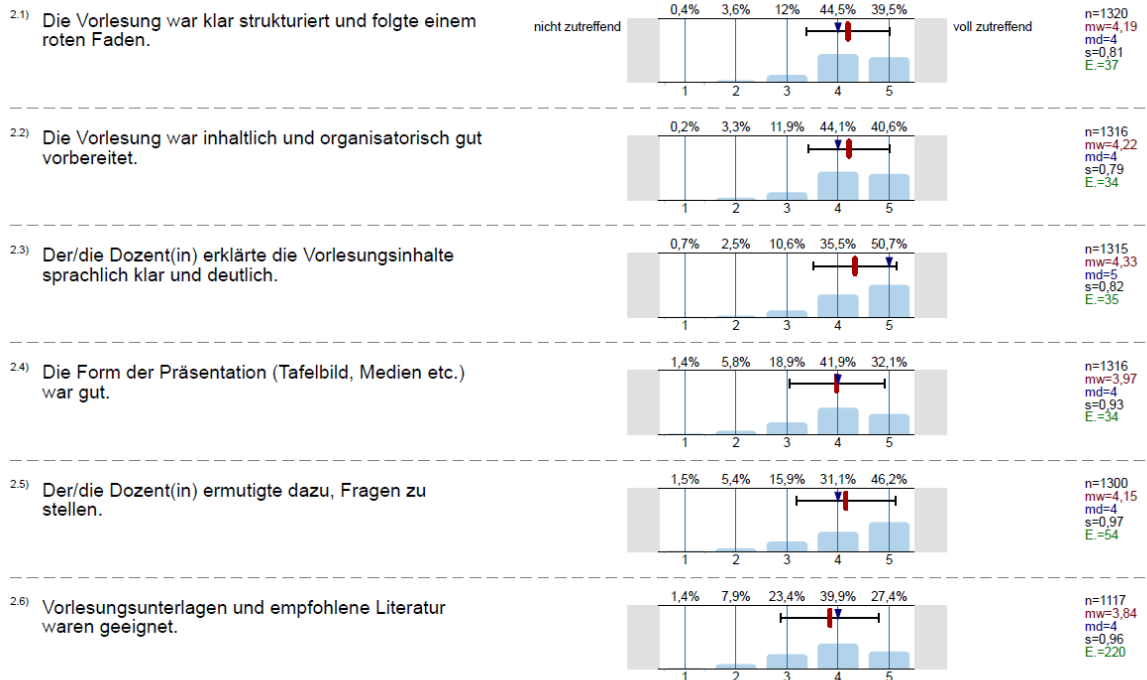 2.1) Die Vorlesung war klar strukturiert und folgte einem
roten Faden.
nicht zutreffend
0,4% 3,6% 12% 44,5% 39,5%
1 2 3 4 5
voll zutreffend
n=1320
mw=4,19
md=4
s=0,81
E.=37
2.2) Die Vorlesung war inhaltlich und organisatorisch gut
vorbereitet.
0,2% 3,3% 11,9% 44,1% 40,6%
1 2 3 4 5
n=1316
mw=4,22
md=4
s=0,79
E.=34
2.3) Der/die Dozent(in) erklärte die Vorlesungsinhalte
sprachlich klar und deutlich.
0,7% 2,5% 10,6% 35,5% 50,7%
1 2 3 4 5
n=1315
mw=4,33
md=5
s=0,82
E.=35
2.4) Die Form der Präsentation (Tafelbild, Medien etc.)
war gut.
1,4% 5,8% 18,9% 41,9% 32,1%
1 2 3 4 5
n=1316
mw=3,97
md=4
s=0,93
E.=34
2.5) Der/die Dozent(in) ermutigte dazu, Fragen zu
stellen.
1,5% 5,4% 15,9% 31,1% 46,2%
1 2 3 4 5
n=1300
mw=4,15
md=4
s=0,97
E.=54
2.6) Vorlesungsunterlagen und empfohlene Literatur
waren geeignet.
1,4% 7,9% 23,4% 39,9% 27,4%
1 2 3 4 5
n=1117
mw=3,84
md=4
s=0,96
E.=220